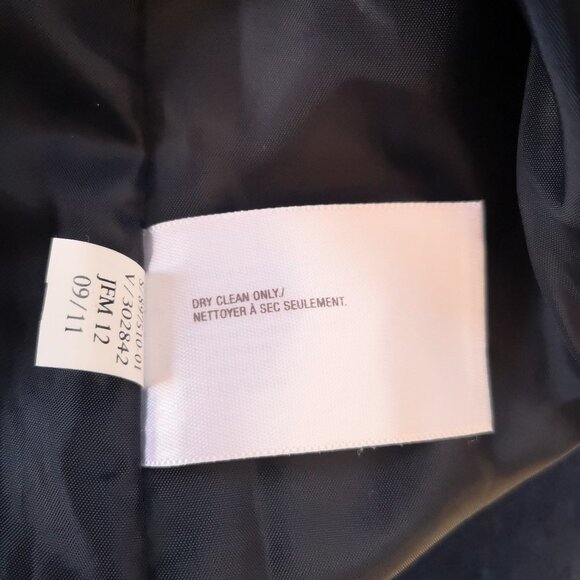 DRY CLEAN ONLY./
NETTOYER À SEC SEULEMENT.
V/302842
JFM 12
09/11